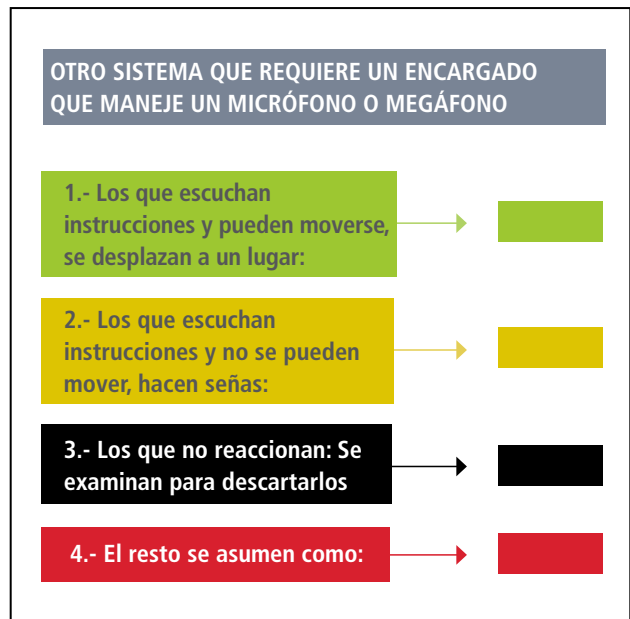 OTRO SISTEMA QUE REQUIERE UN ENCARGADO
QUE MANEJE UN MICRÓFONO O MEGÁFONO
1.- Los que escuchan
instrucciones y pueden moverse,
se desplazan a un lugar:
2.- Los que escuchan
instrucciones y no se pueden
mover, hacen señas:
3.- Los que no reaccionan: Se
examinan para descartarlos
4.- El resto se asumen como: